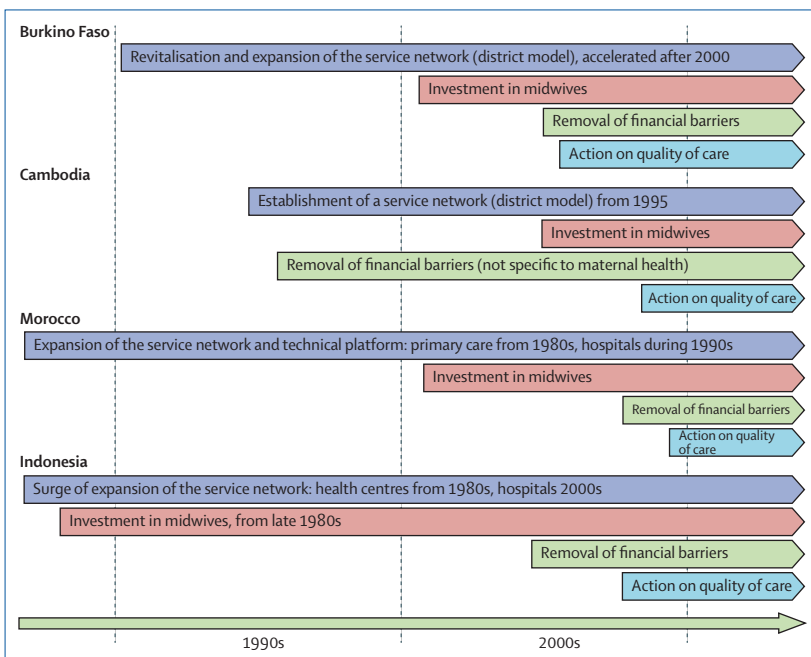 Burkino Faso
Revitalisation and expansion of the service network (district model), accelerated after 2000
Investment in midwives
Removal of financial barriers
Action on quality of care
Cambodia
Establishment of a service network (district model) from 1995
Investment in midwives
Removal of financial barriers (not specific to maternal health)
Action on quality of care
Morocco
Expansion of the service network and technical platform: primary care from 1980s, hospitals during 1990s
Investment in midwives
Removal of financial barriers
Action on quality
of care
Indonesia
Surge of expansion of the service network: health centres from 1980s, hospitals 2000s
Investment in midwives, from late 1980s
Removal of financial barriers
Action on quality of care
1990s 2000s